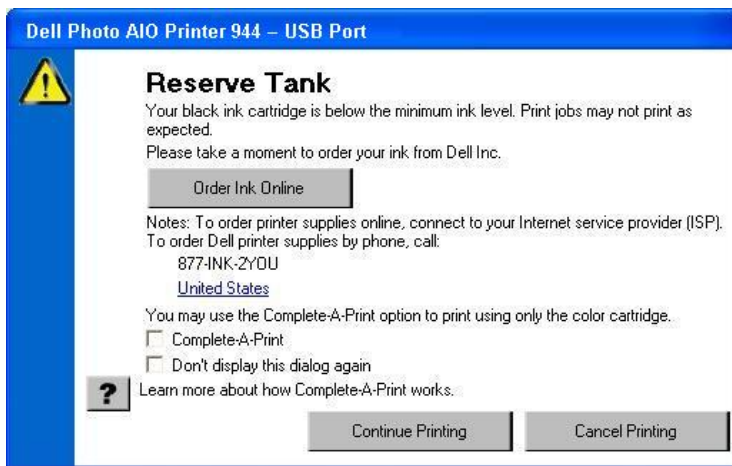 Dell Photo AIO Printer 944 – USB Port
Reserve Tank
Your black ink cartridge is below the minimum ink level. Print jobs may not print as
expected.
Please take a moment to order your ink from Dell Inc.
Order Ink Online
Notes: To order printer supplies online, connect to your Internet service provider (ISP).
To order Dell printer supplies by phone, call:
877-INK-2YOU
United States
You may use the Complete-A-Print option to print using only the color cartridge.
Complete-A-Print
Don't display this dialog again
? Learn more about how Complete-A-Print works.
Continue Printing Cancel Printing